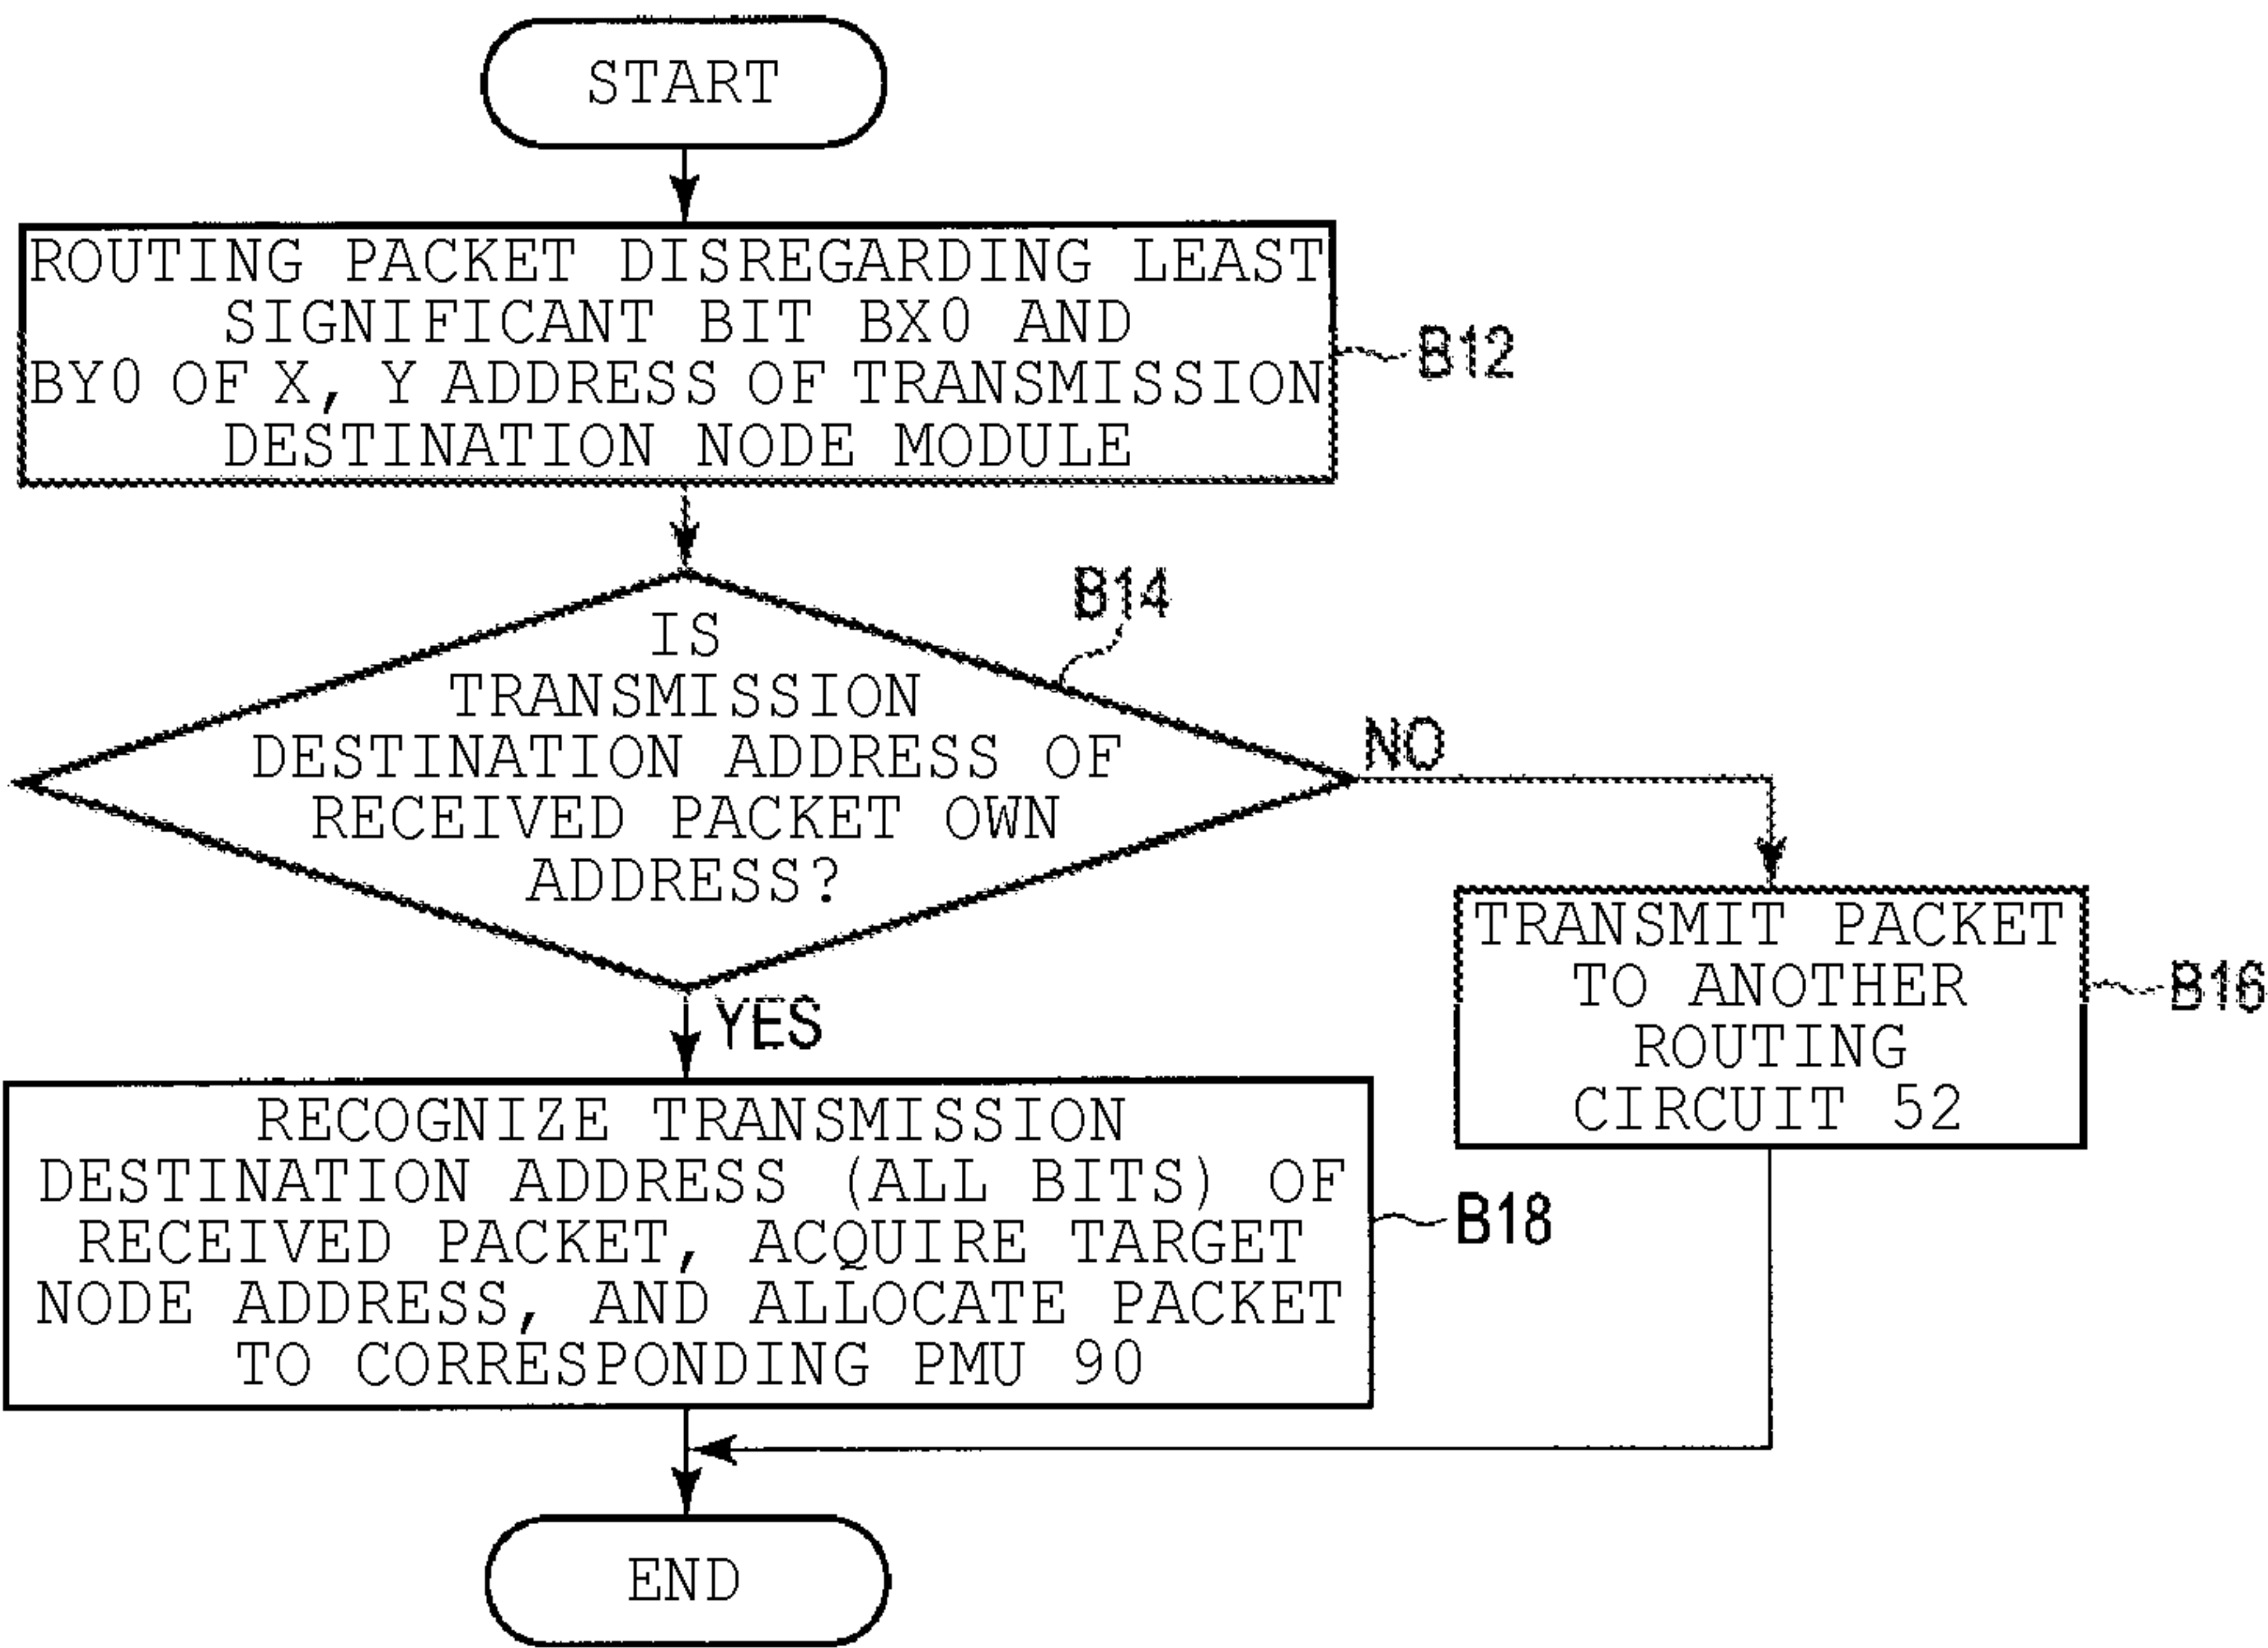 START
ROUTING PACKET DISREGARDING LEAST
SIGNIFICANT BIT BX0 AND
BY0 OF X, Y ADDRESS OF TRANSMISSION
DESTINATION NODE MODULE
B12
B14
IS
TRANSMISSION
DESTINATION ADDRESS OF
RECEIVED PACKET OWN
ADDRESS?
NO
TRANSMIT PACKET
TO ANOTHER
ROUTING
CIRCUIT 52
B16
YES
RECOGNIZE TRANSMISSION
DESTINATION ADDRESS (ALL BITS) OF
RECEIVED PACKET, ACQUIRE TARGET
NODE ADDRESS, AND ALLOCATE PACKET
TO CORRESPONDING PMU 90
B18
END